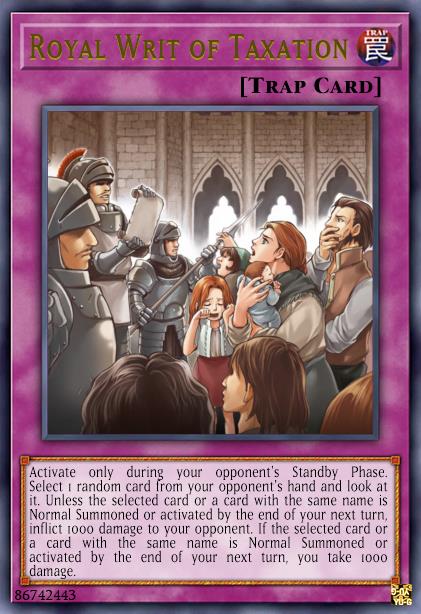 Royal Writ of Taxation
TRAP
罠
[Trap Card]
Activate only during your opponent's Standby Phase.
Select 1 random card from your opponent's hand and look at
it. Unless the selected card or a card with the same name is
Normal Summoned or activated by the end of your next turn,
inflict 1000 damage to your opponent. If the selected card or
a card with the same name is Normal Summoned or
activated by the end of your next turn, you take 1000
damage.
86742443